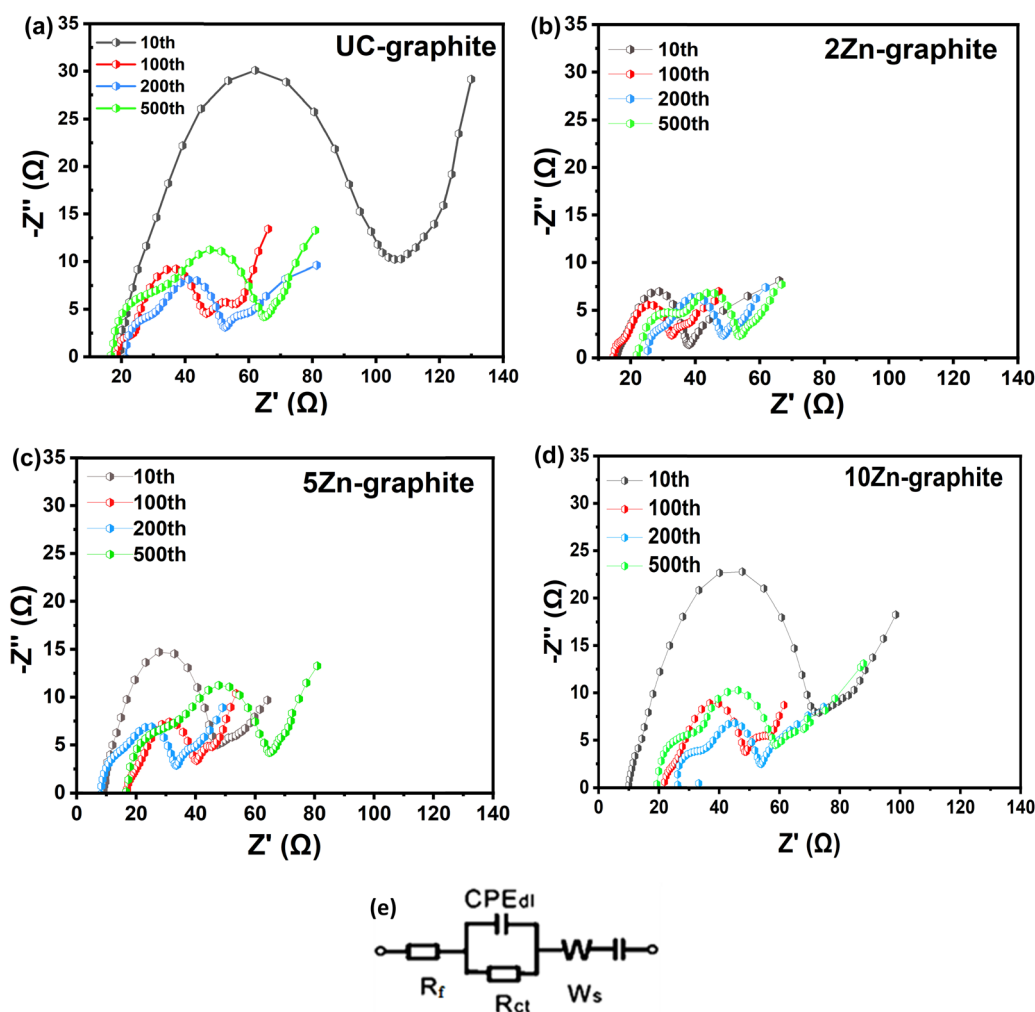 (a)
UC-graphite
10th
100th
200th
500th
35
30
25
20
15
10
5
0
-Z'' (Ω)
20 40 60 80 100 120 140
Z' (Ω)
(b)
2Zn-graphite
10th
100th
200th
500th
35
30
25
20
15
10
5
0
-Z'' (Ω)
20 40 60 80 100 120 140
Z' (Ω)
(c)
5Zn-graphite
10th
100th
200th
500th
35
30
25
20
15
10
5
0
-Z'' (Ω)
0 20 40 60 80 100 120 140
Z' (Ω)
(d)
10Zn-graphite
10th
100th
200th
500th
35
30
25
20
15
10
5
0
-Z'' (Ω)
0 20 40 60 80 100 120 140
Z' (Ω)
(e)
CPEdl
Rf
Rct
Ws